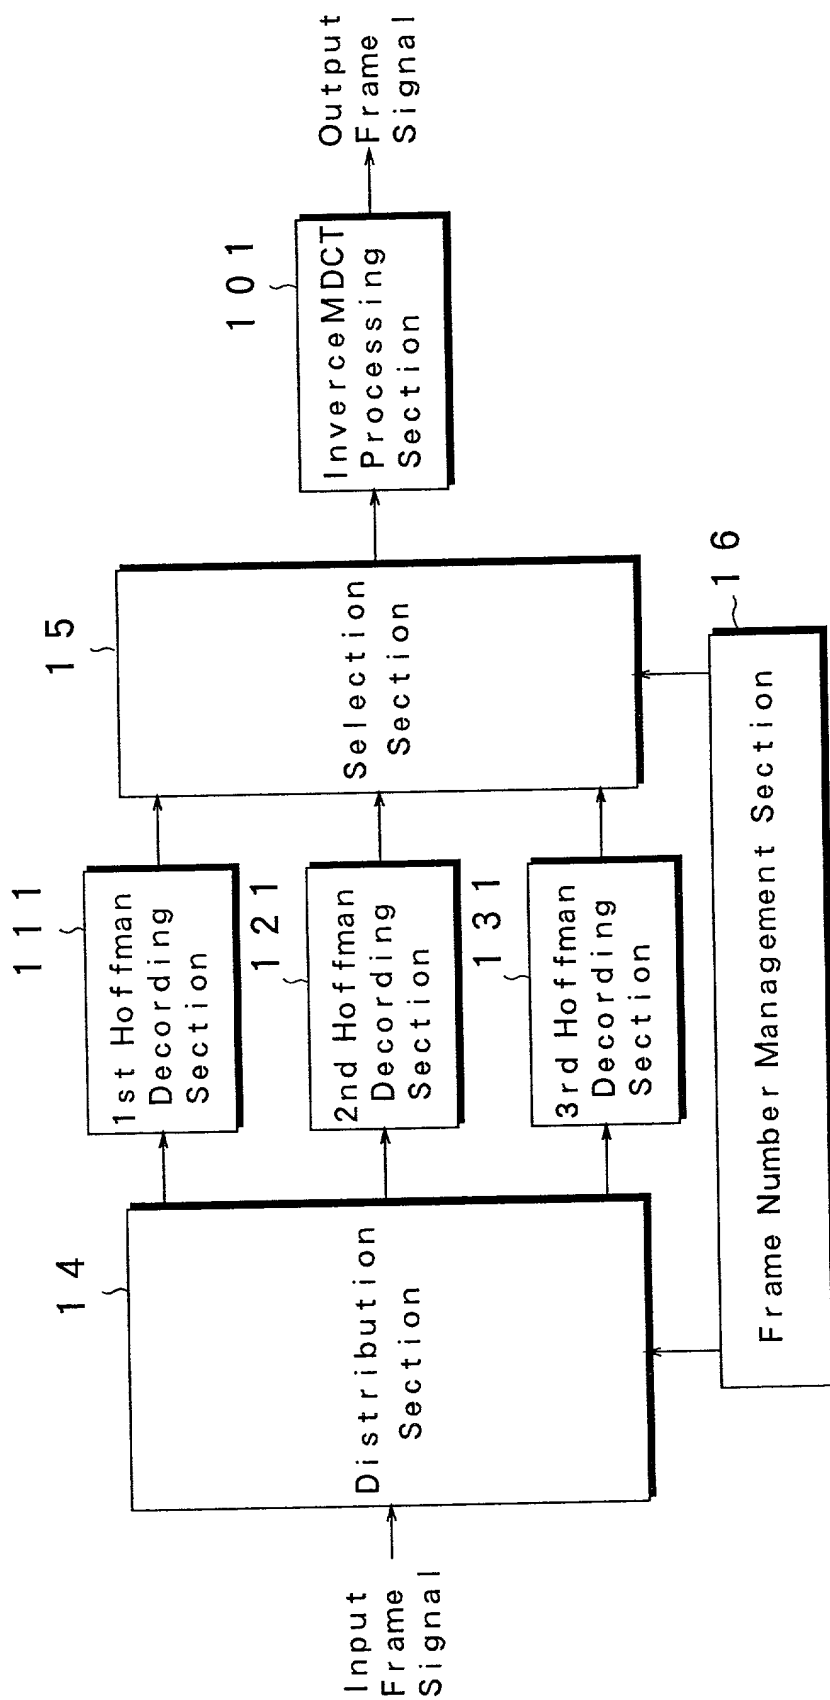 Input
Frame
Signal
14
Distribution
Section
111
1st Hoffman
Decording
Section
121
2nd Hoffman
Decording
Section
131
3rd Hoffman
Decording
Section
15
Selection
Section
101
InverceMDCT
Processing
Section
Output
Frame
Signal
16
Frame Number Management Section